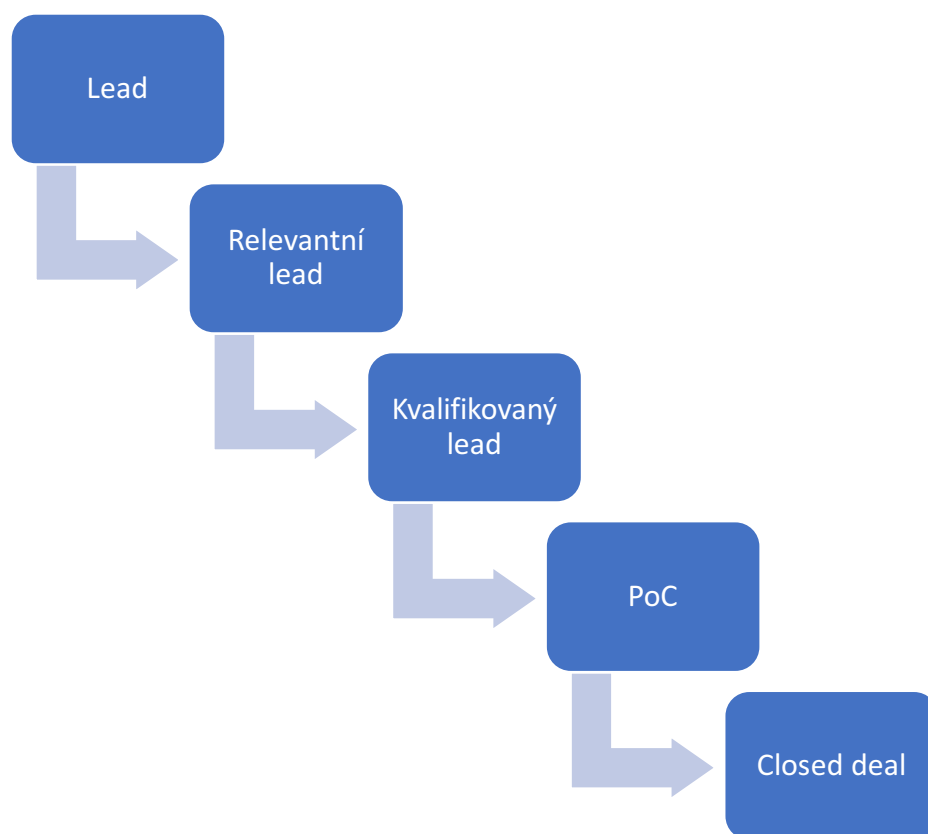 Lead
Relevantní
lead
Kvalifikovaný
lead
PoC
Closed deal